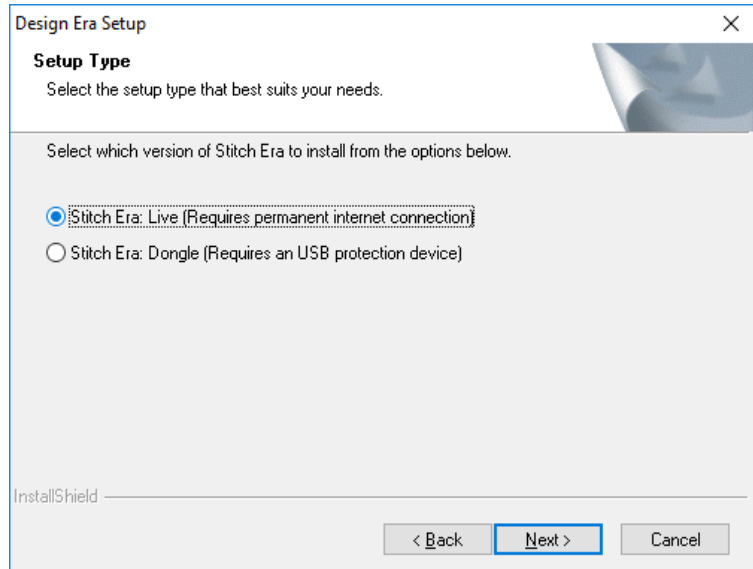 Design Era Setup
Setup Type
Select the setup type that best suits your needs.
Select which version of Stitch Era to install from the options below.
Stitch Era: Live (Requires permanent internet connection)
Stitch Era: Dongle (Requires an USB protection device)
InstallShield
< Back Next > Cancel